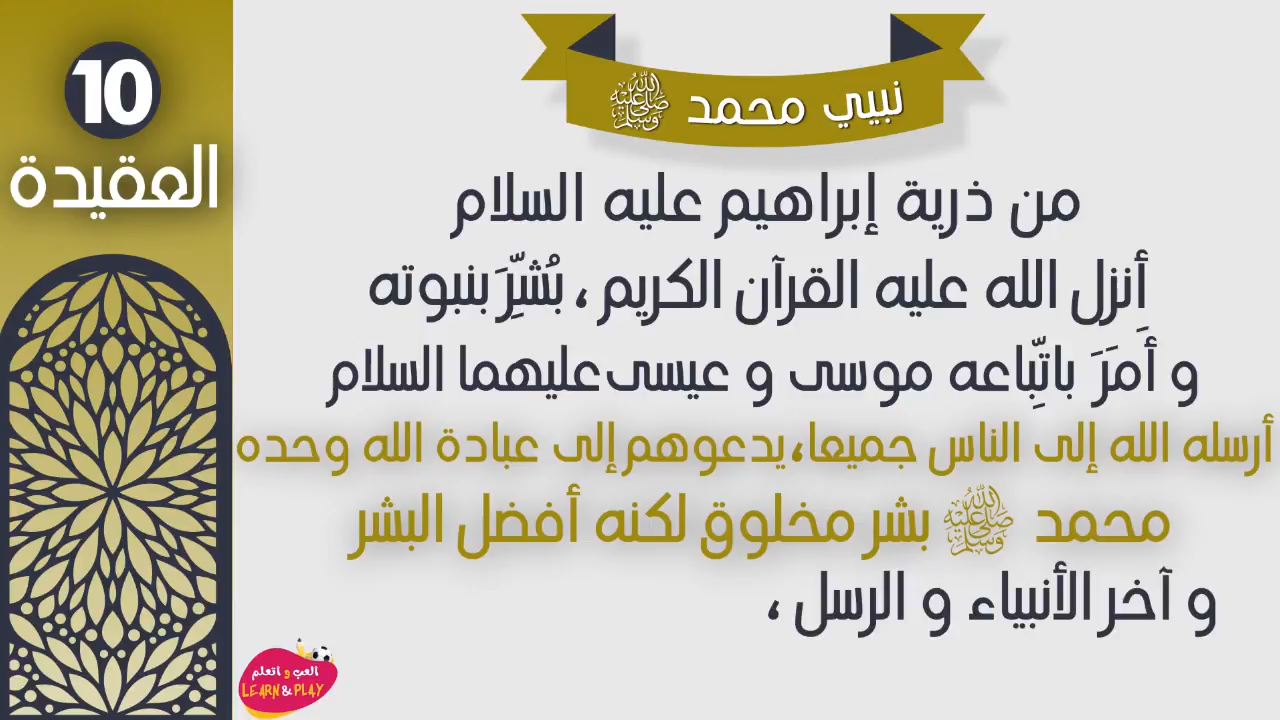 10
العقيدة
نبيي محمد ﷺ
من ذرية إبراهيم عليه السلام
أَنزل الله عليه القرآن الكريم ، بُشِّرَ بنبوته
و أَمِرَ باتِّباعه موسى و عيسى عليهما السلام
أرسله الله إلى الناس جميعا، يدعوهم إلى عبادة الله وحده
محمد ﷺ بشر مخلوق لكنه أفضل البشر
و آخر الأنبياء و الرسل ،
العب و اتعلم
LEARN & PLAY